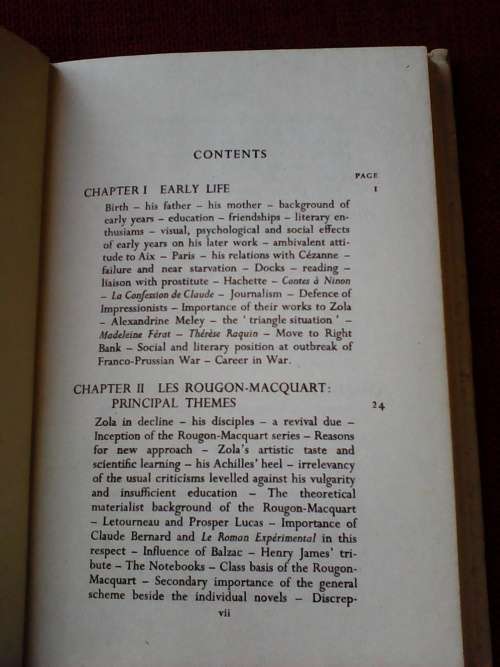 CONTENTS
PAGE
CHAPTER I EARLY LIFE 1
Birth – his father – his mother – background of
early years – education – friendships – literary en-
thusiams – visual, psychological and social effects
of early years on his later work – ambivalent atti-
tude to Aix – Paris – his relations with Cézanne –
failure and near starvation – Docks – reading –
liaison with prostitute – Hachette – Contes à Ninon
– La Confession de Claude – Journalism – Defence of
Impressionists – Importance of their works to Zola
– Alexandrine Meley – the ' triangle situation ' –
Madeleine Férat – Thérèse Raquin – Move to Right
Bank – Social and literary position at outbreak of
Franco-Prussian War – Career in War.
CHAPTER II LES ROUGON-MACQUART:
PRINCIPAL THEMES 24
Zola in decline – his disciples – a revival due –
Inception of the Rougon-Macquart series – Reasons
for new approach – Zola's artistic taste and
scientific learning – his Achilles' heel – irrelevancy
of the usual criticisms levelled against his vulgarity
and insufficient education – The theoretical
materialist background of the Rougon-Macquart
– Letourneau and Prosper Lucas – Importance of
Claude Bernard and Le Roman Expérimental in this
respect – Influence of Balzac – Henry James' tri-
bute – The Notebooks – Class basis of the Rougon-
Macquart – Secondary importance of the general
scheme beside the individual novels – Discrep-
vii